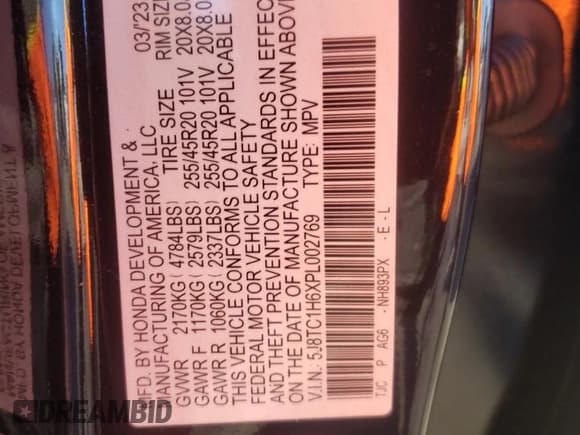 MFD. BY HONDA DEVELOPMENT & 03/'23
MANUFACTURING OF AMERICA, LLC
TIRE SIZE RIM SIZE
GVWR 2170KG ( 4784LBS)
GAWR F 1170KG ( 2579LBS) 255/45R20 101V 20X8.0J
GAWR R 1060KG ( 2337LBS) 255/45R20 101V 20X8.0J
THIS VEHICLE CONFORMS TO ALL APPLICABLE
FEDERAL MOTOR VEHICLE SAFETY
AND THEFT PREVENTION STANDARDS IN EFFECT
ON THE DATE OF MANUFACTURE SHOWN ABOVE
V.I.N.: 5J8TC1H6XPL002769 TYPE: MPV
TJC P AG6 - NH893PX - E - L
DREAMBID